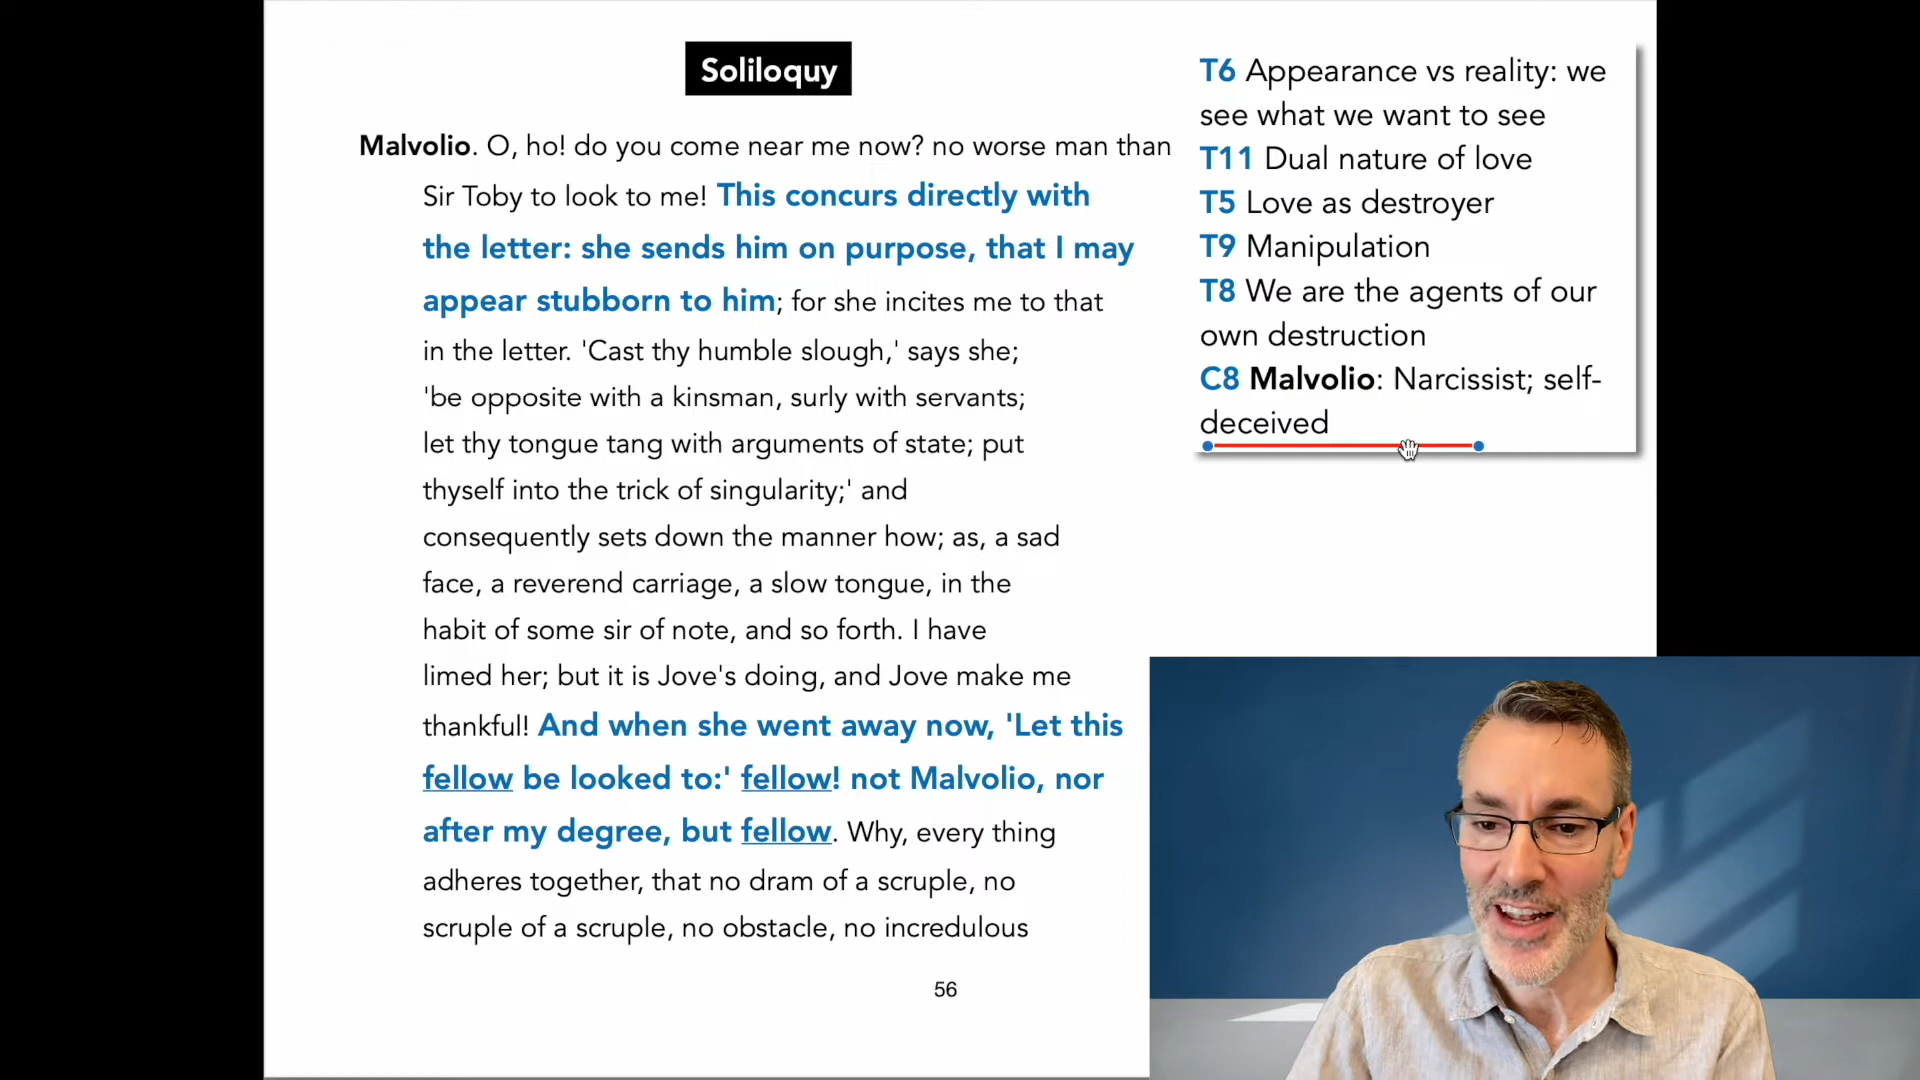 Soliloquy
Malvolio. O, ho! do you come near me now? no worse man than
Sir Toby to look to me! This concurs directly with
the letter: she sends him on purpose, that I may
appear stubborn to him; for she incites me to that
in the letter. 'Cast thy humble slough,' says she;
'be opposite with a kinsman, surly with servants;
let thy tongue tang with arguments of state; put
thyself into the trick of singularity;' and
consequently sets down the manner how; as, a sad
face, a reverend carriage, a slow tongue, in the
habit of some sir of note, and so forth. I have
limed her; but it is Jove's doing, and Jove make me
thankful! And when she went away now, 'Let this
fellow be looked to:' fellow! not Malvolio, nor
after my degree, but fellow. Why, every thing
adheres together, that no dram of a scruple, no
scruple of a scruple, no obstacle, no incredulous
56
T6 Appearance vs reality: we
see what we want to see
T11 Dual nature of love
T5 Love as destroyer
T9 Manipulation
T8 We are the agents of our
own destruction
C8 Malvolio: Narcissist; self-
deceived